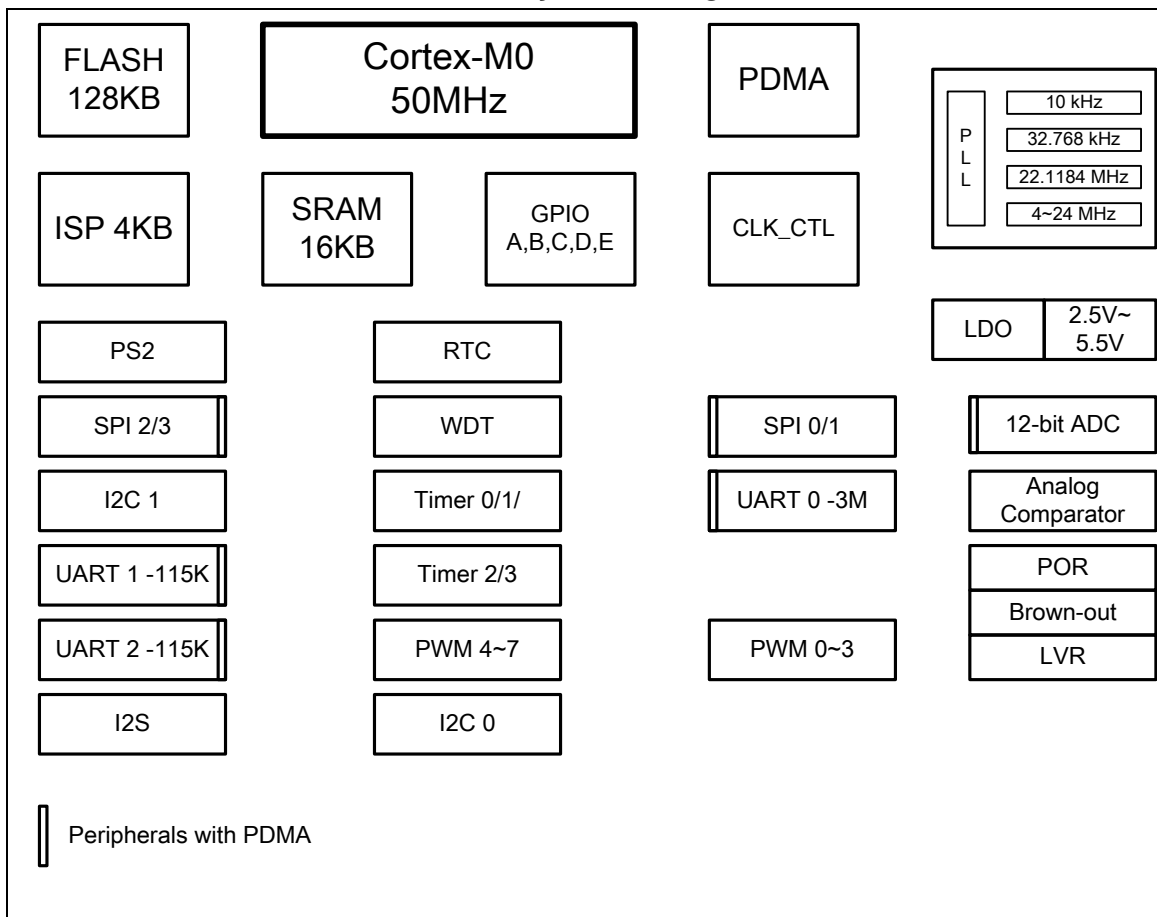 FLASH
128KB
Cortex-M0
50MHz
PDMA
PLL
10 kHz
32.768 kHz
22.1184 MHz
4~24 MHz
ISP 4KB
SRAM
16KB
GPIO
A,B,C,D,E
CLK_CTL
LDO
2.5V~
5.5V
PS2
RTC
SPI 2/3
WDT
SPI 0/1
12-bit ADC
I2C 1
Timer 0/1/
UART 0 -3M
Analog
Comparator
UART 1 -115K
Timer 2/3
POR
Brown-out
UART 2 -115K
PWM 4~7
PWM 0~3
LVR
I2S
I2C 0
Peripherals with PDMA